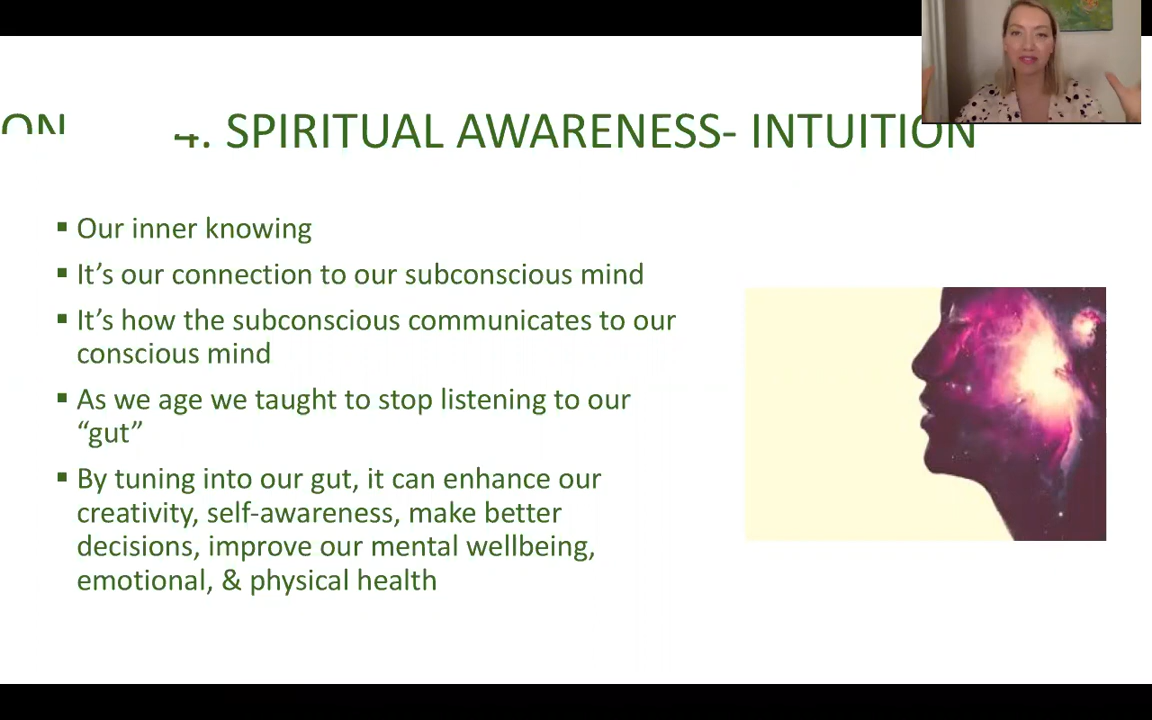 ON
4. SPIRITUAL AWARENESS- INTUITION
▪ Our inner knowing
▪ It's our connection to our subconscious mind
▪ It's how the subconscious communicates to our
conscious mind
▪ As we age we taught to stop listening to our
“gut”
▪ By tuning into our gut, it can enhance our
creativity, self-awareness, make better
decisions, improve our mental wellbeing,
emotional, & physical health